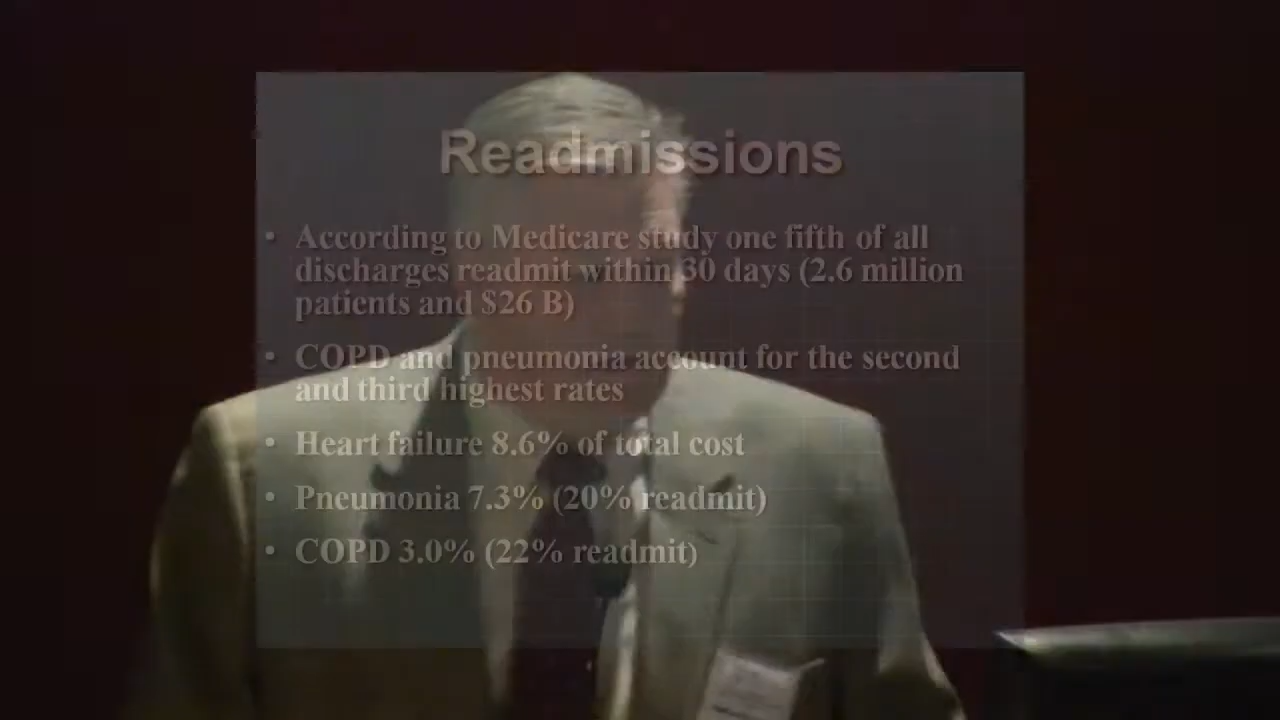 Readmissions
• According to Medicare study one fifth of all
discharges readmit within 30 days (2.6 million
patients and $26 B)
• COPD and pneumonia account for the second
and third highest rates
• Heart failure 8.6% of total cost
• Pneumonia 7.3% (20% readmit)
• COPD 3.0% (22% readmit)